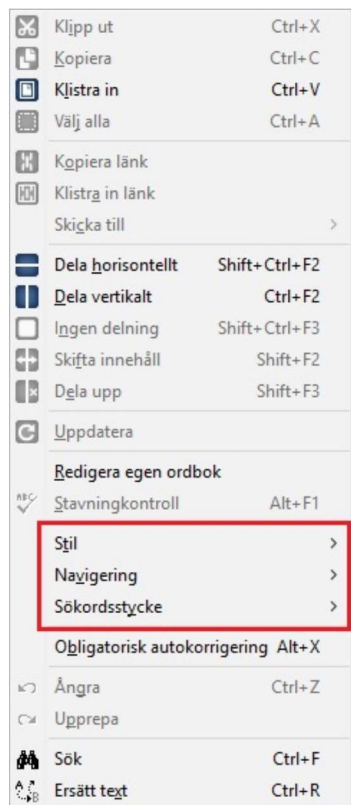 Klipp ut Ctrl+X
Kopiera Ctrl+C
Klistra in Ctrl+V
Välj alla Ctrl+A
Kopiera länk
Klistra in länk
Skicka till
Dela horisontellt Shift+Ctrl+F2
Dela vertikalt Ctrl+F2
Ingen delning Shift+Ctrl+F3
Skifta innehåll Shift+F2
Dela upp Shift+F3
Uppdatera
Redigera egen ordbok
Stavningkontroll Alt+F1
Stil
Navigering
Sökordsstycke
Obligatorisk autokorrigering Alt+X
Ångra Ctrl+Z
Upprepa
Sök Ctrl+F
Ersätt text Ctrl+R